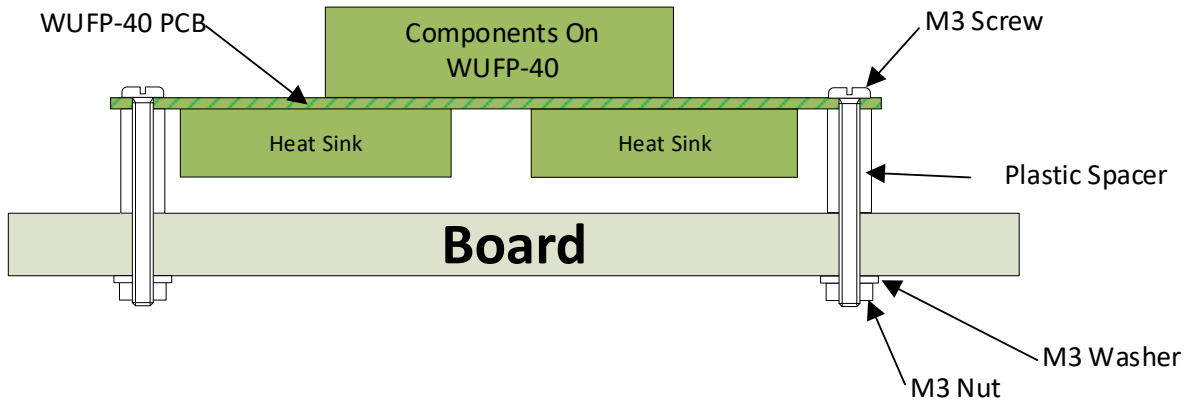 WUFP-40 PCB
Components On
WUFP-40
M3 Screw
Heat Sink
Heat Sink
Plastic Spacer
Board
M3 Washer
M3 Nut